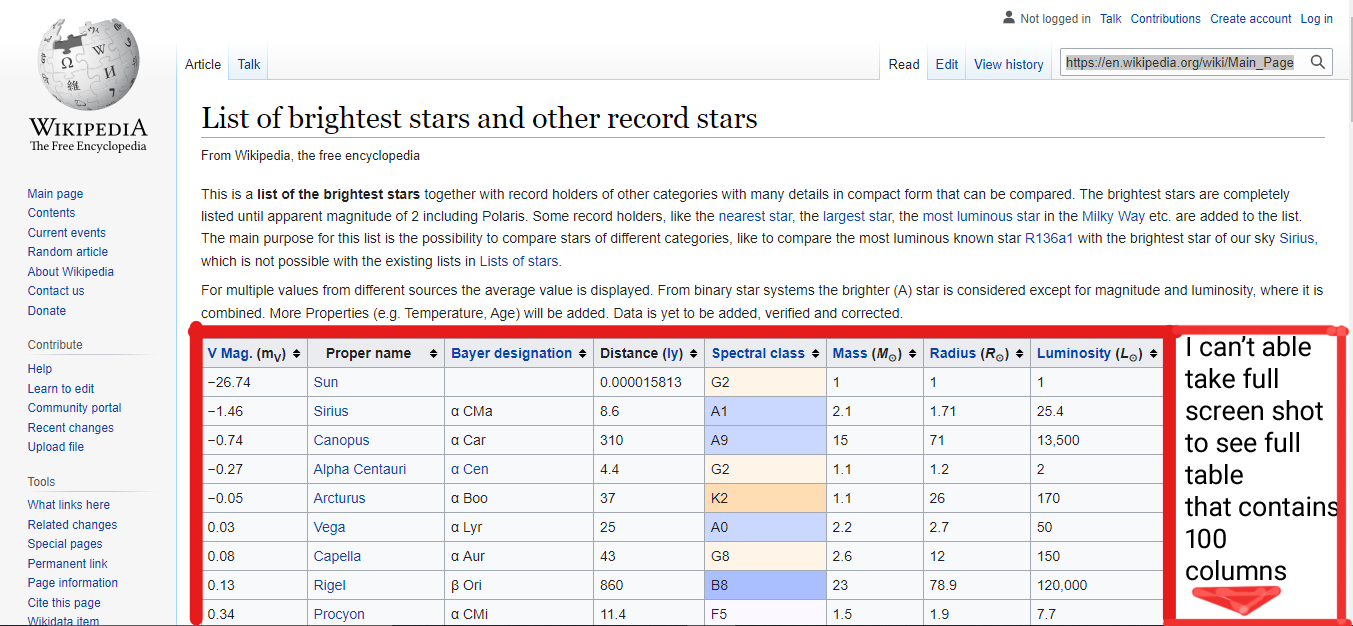 Not logged in Talk Contributions Create account Log in
Article Talk Read Edit View history https://en.wikipedia.org/wiki/Main_Page
WIKIPEDIA
The Free Encyclopedia
Main page
Contents
Current events
Random article
About Wikipedia
Contact us
Donate
Contribute
Help
Learn to edit
Community portal
Recent changes
Upload file
Tools
What links here
Related changes
Special pages
Permanent link
Page information
Cite this page
Wikidata item
List of brightest stars and other record stars
From Wikipedia, the free encyclopedia
This is a list of the brightest stars together with record holders of other categories with many details in compact form that can be compared. The brightest stars are completely
listed until apparent magnitude of 2 including Polaris. Some record holders, like the nearest star, the largest star, the most luminous star in the Milky Way etc. are added to the list.
The main purpose for this list is the possibility to compare stars of different categories, like to compare the most luminous known star R136a1 with the brightest star of our sky Sirius,
which is not possible with the existing lists in Lists of stars.
For multiple values from different sources the average value is displayed. From binary star systems the brighter (A) star is considered except for magnitude and luminosity, where it is
combined. More Properties (e.g. Temperature, Age) will be added. Data is yet to be added, verified and corrected.
V Mag. (mV) Proper name Bayer designation Distance (ly) Spectral class Mass (M☉) Radius (R☉) Luminosity (L☉)
−26.74 Sun 0.000015813 G2 1 1 1
−1.46 Sirius α CMa 8.6 A1 2.1 1.71 25.4
−0.74 Canopus α Car 310 A9 15 71 13,500
−0.27 Alpha Centauri α Cen 4.4 G2 1.1 1.2 2
−0.05 Arcturus α Boo 37 K2 1.1 26 170
0.03 Vega α Lyr 25 A0 2.2 2.7 50
0.08 Capella α Aur 43 G8 2.6 12 150
0.13 Rigel β Ori 860 B8 23 78.9 120,000
0.34 Procyon α CMi 11.4 F5 1.5 1.9 7.7
I can't able
take full
screen shot
to see full
table
that contains
100
columns